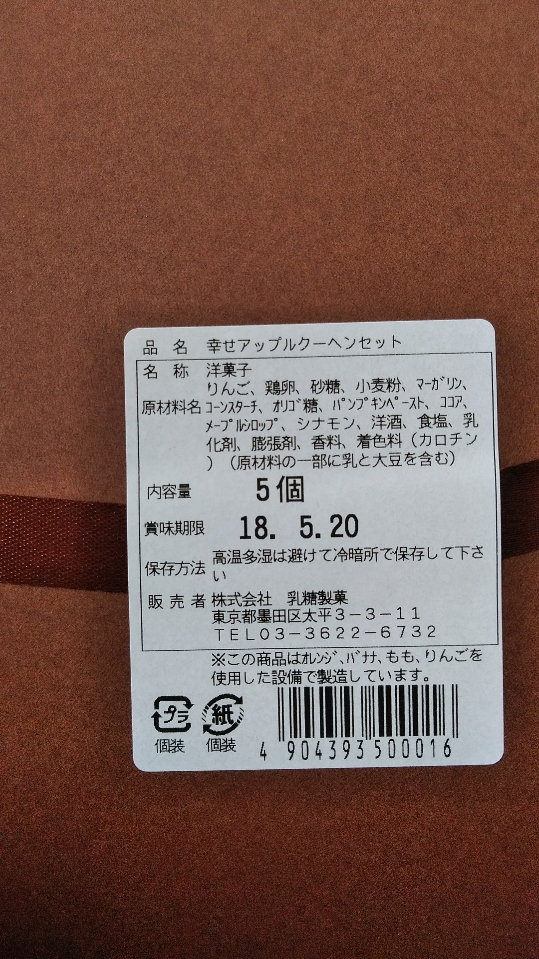 品 名 幸せアップルクーヘンセット
名 称 洋菓子
りんご、鶏卵、砂糖、小麦粉、ﾏｰｶﾞﾘﾝ、
原材料名 ｺｰﾝｽﾀｰﾁ、ｵﾘｺﾞ糖、ﾊﾟﾝﾌﾟｷﾝﾍﾟｰｽﾄ、ココア、
ﾒｰﾌﾟﾙｼﾛｯﾌﾟ、シナモン、洋酒、食塩、乳
化剤、膨張剤、香料、着色料（カロチン
）（原材料の一部に乳と大豆を含む）
内容量 5個
賞味期限 18. 5.20
保存方法 高温多湿は避けて冷暗所で保存して下さ
い
販 売 者 株式会社 乳糖製菓
東京都墨田区太平３－３－１１
ＴＥＬ０３－３６２２－６７３２
※この商品はｵﾚﾝｼﾞ、ﾊﾞﾅﾅ、もも、りんごを
使用した設備で製造しています。
プラ 紙
個装 個装
4 904393 500016